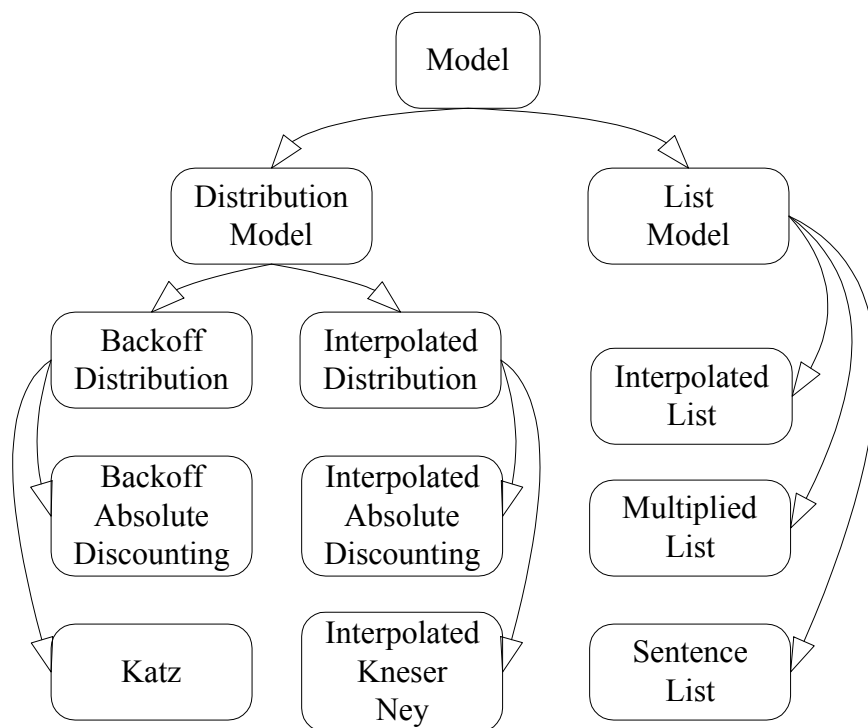 Model
Distribution
Model
List
Model
Backoff
Distribution
Interpolated
Distribution
Interpolated
List
Backoff
Absolute
Discounting
Interpolated
Absolute
Discounting
Multiplied
List
Katz
Interpolated
Kneser
Ney
Sentence
List